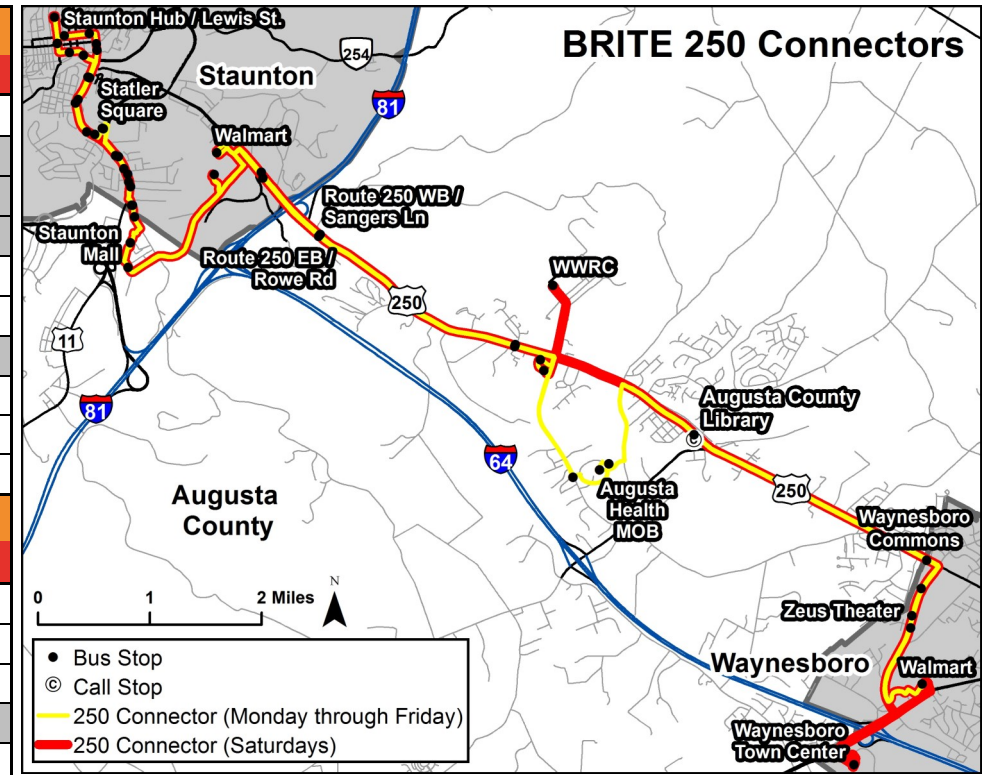 BRITE 250 Connectors
Staunton Hub / Lewis St.
254
Staunton
81
Statler
Square
Walmart
Route 250 WB /
Sangers Ln
Staunton
Mall
Route 250 EB /
Rowe Rd
WWRC
250
11
81
Augusta County
Library
©
64
250
Augusta
County
Augusta
Health
MOB
Waynesboro
Commons
N
0 1 2 Miles
Zeus Theater
Waynesboro
Walmart
Waynesboro
Town Center
Bus Stop
© Call Stop
250 Connector (Monday through Friday)
250 Connector (Saturdays)